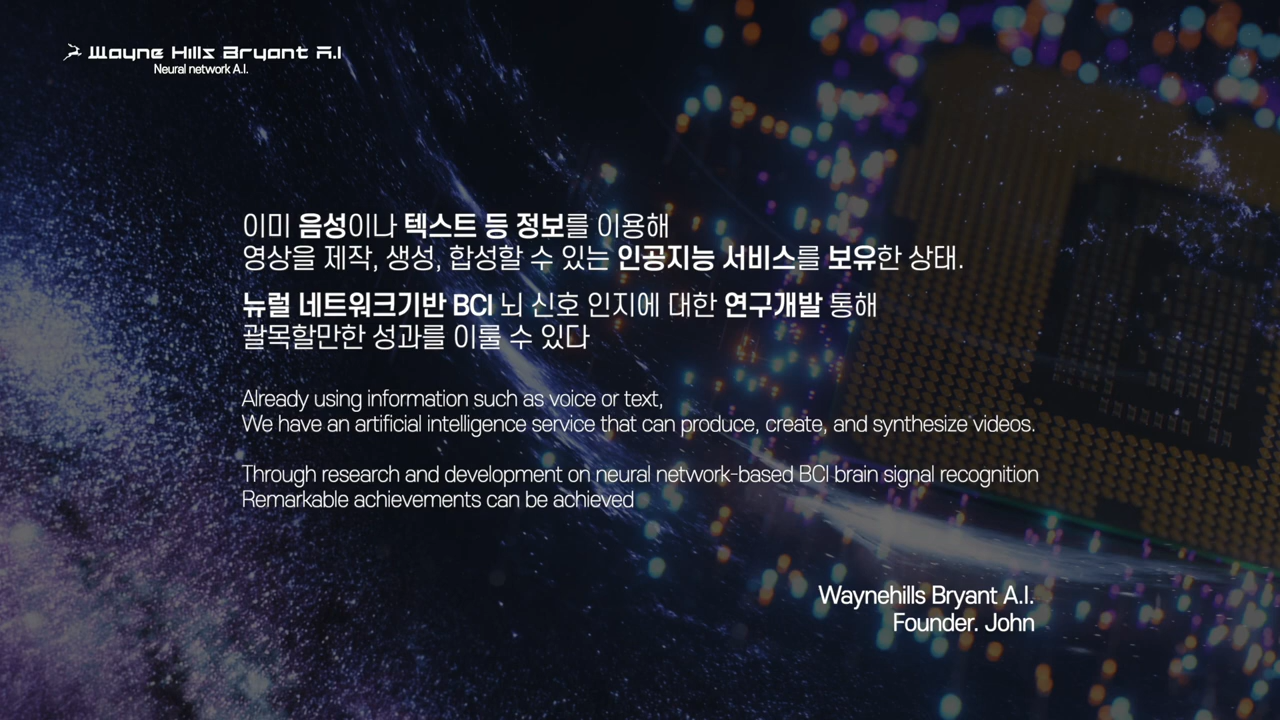 Wayne Hills Bryant A.I
Neural network A.I.
이미 음성이나 텍스트 등 정보를 이용해
영상을 제작, 생성, 합성할 수 있는 인공지능 서비스를 보유한 상태.
뉴럴 네트워크기반 BCI 뇌 신호 인지에 대한 연구개발 통해
괄목할만한 성과를 이룰 수 있다
Already using information such as voice or text,
We have an artificial intelligence service that can produce, create, and synthesize videos.
Through research and development on neural network-based BCI brain signal recognition
Remarkable achievements can be achieved
Waynehills Bryant A.I.
Founder. John